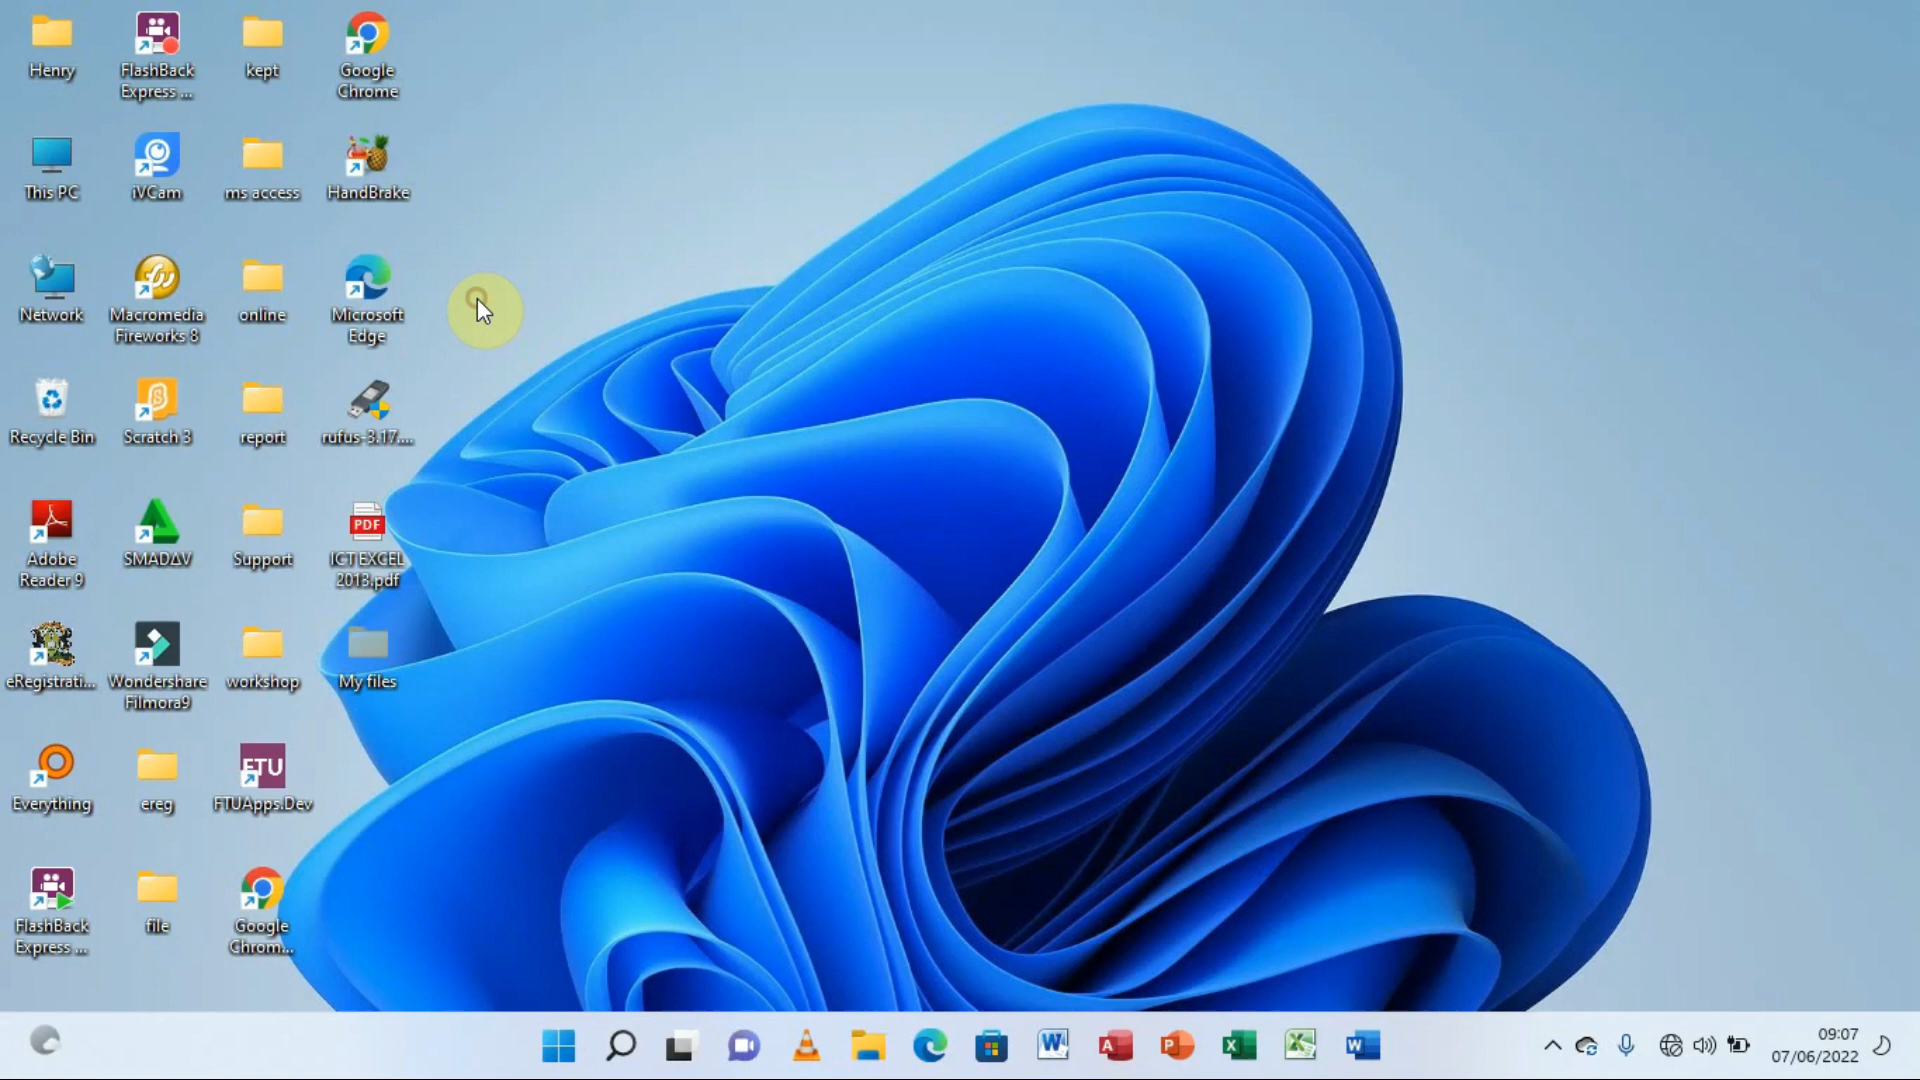 Henry
FlashBack
Express ...
kept
Google
Chrome
This PC
iVCam
ms access
HandBrake
Network
Macromedia
Fireworks 8
online
Microsoft
Edge
Recycle Bin
Scratch 3
report
rufus-3.17....
Adobe
Reader 9
SMADΔV
Support
PDF
ICT EXCEL
2013.pdf
eRegistrati...
Wondershare
Filmora9
workshop
My files
Everything
ereg
FTU
FTUApps.Dev
FlashBack
Express ...
file
Google
Chrom...
W
A
P
X
X
W
09:07
07/06/2022